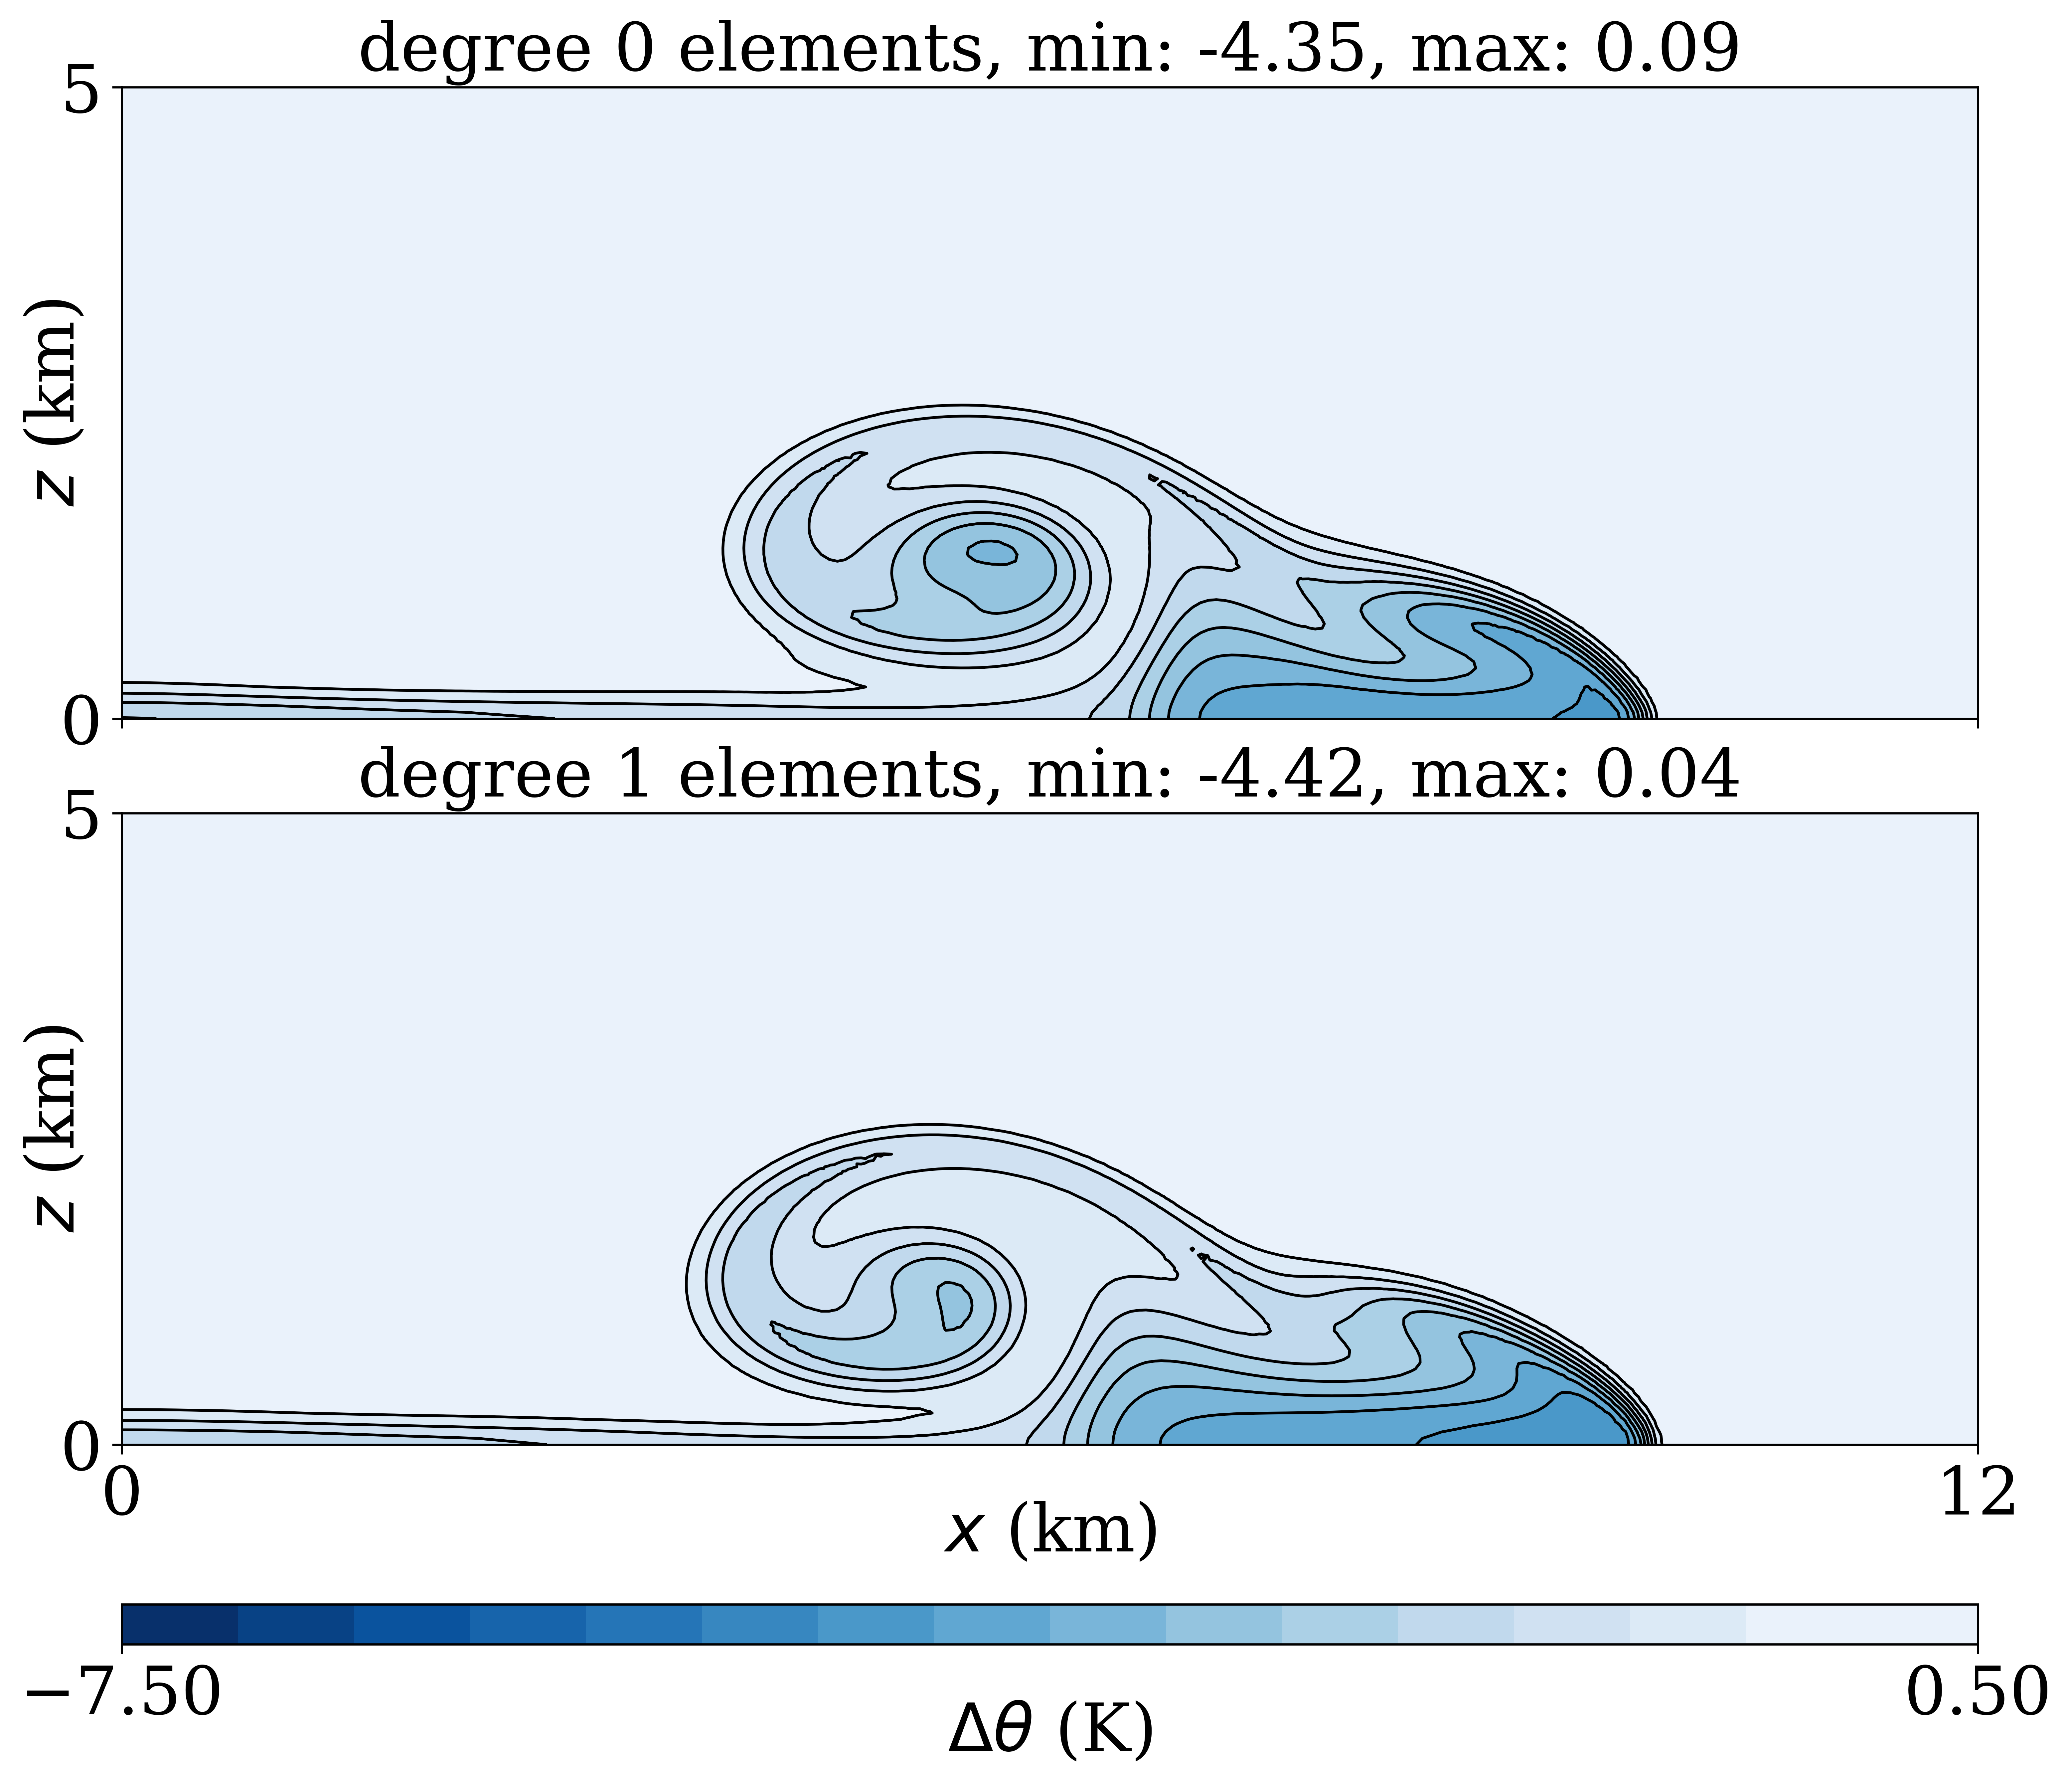 degree 0 elements, min: -4.35, max: 0.09
5
z (km)
0
degree 1 elements, min: -4.42, max: 0.04
5
z (km)
0
0 12
x (km)
−7.50 0.50
Δθ (K)